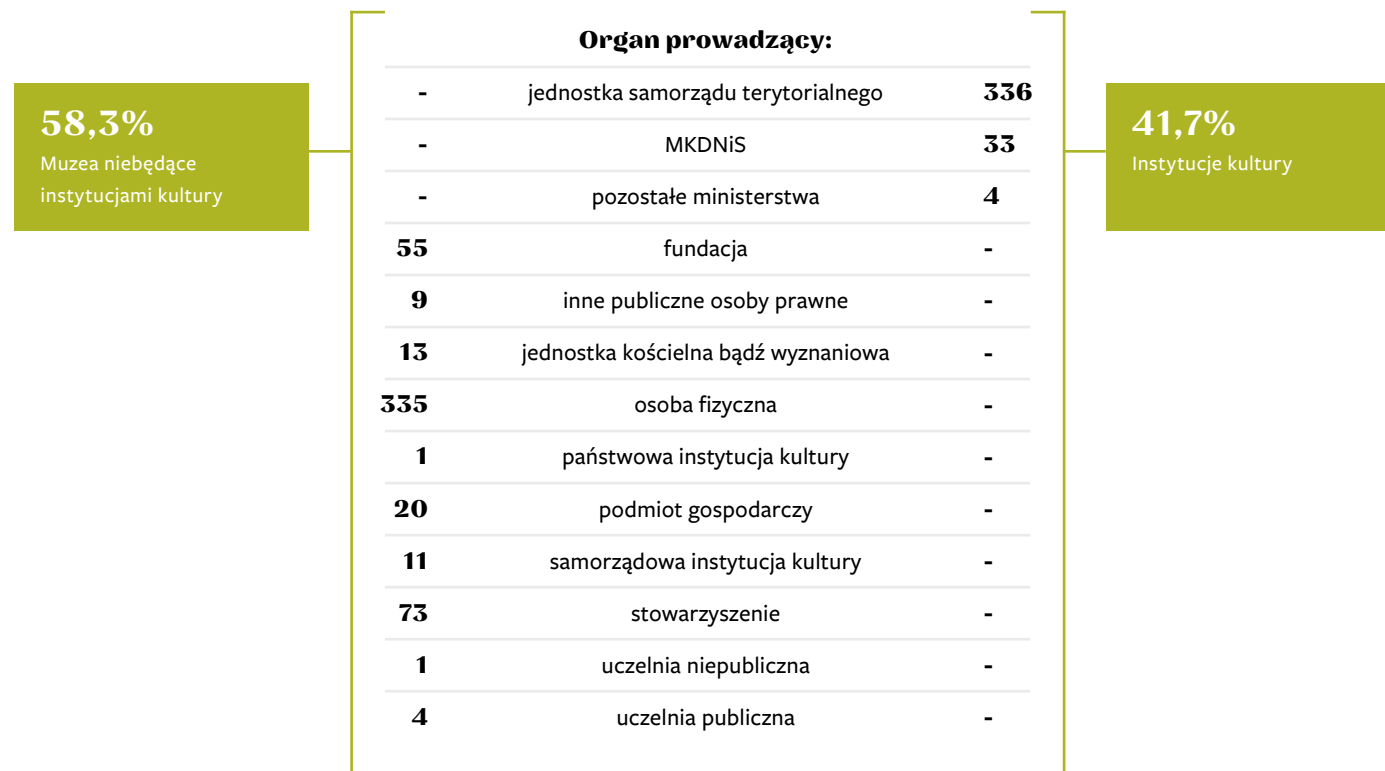 Organ prowadzący:
58,3%
Muzea niebędące
instytucjami kultury
41,7%
Instytucje kultury
- jednostka samorządu terytorialnego 336
- MKDNiS 33
- pozostałe ministerstwa 4
55 fundacja -
9 inne publiczne osoby prawne -
13 jednostka kościelna bądź wyznaniowa -
335 osoba fizyczna -
1 państwowa instytucja kultury -
20 podmiot gospodarczy -
11 samorządowa instytucja kultury -
73 stowarzyszenie -
1 uczelnia niepubliczna -
4 uczelnia publiczna -